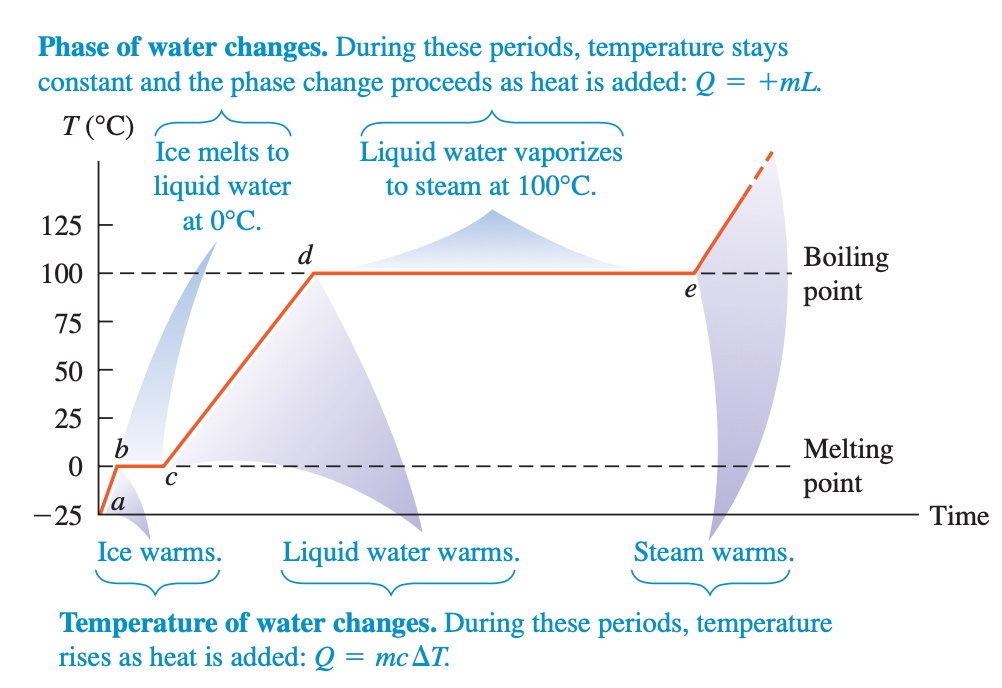 Phase of water changes. During these periods, temperature stays
constant and the phase change proceeds as heat is added: Q = +mL.
T (°C)
Ice melts to
liquid water
at 0°C.
Liquid water vaporizes
to steam at 100°C.
125
100
75
50
25
0
−25
a
b
c
d
e
Boiling
point
Melting
point
Time
Ice warms.
Liquid water warms.
Steam warms.
Temperature of water changes. During these periods, temperature
rises as heat is added: Q = mcΔT.